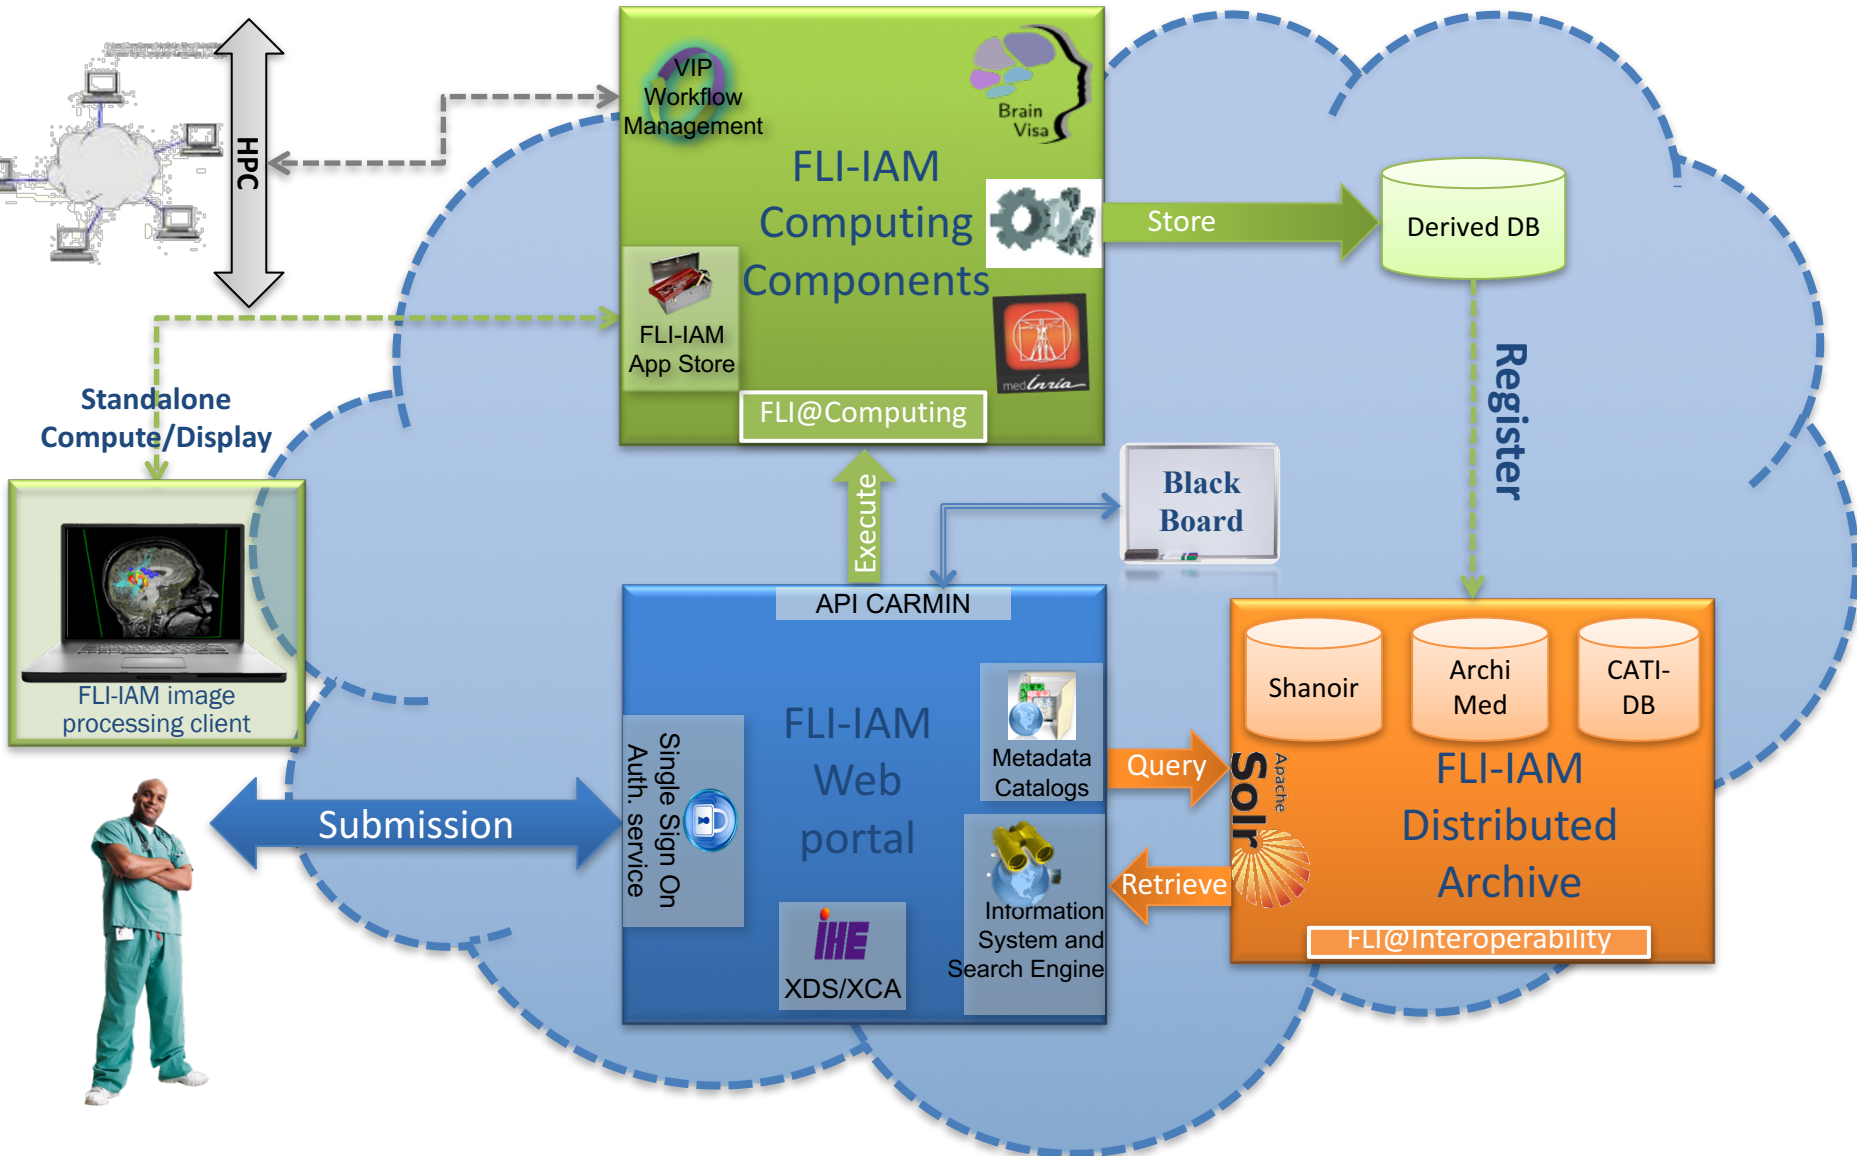 VIP
Workflow
Management
Brain
Visa
HPC
FLI-IAM
Computing
Components
Store
Derived DB
FLI-IAM
App Store
medInria
FLI@Computing
Standalone
Compute/Display
Register
Execute
Black
Board
API CARMIN
FLI-IAM image
processing client
Shanoir
Archi
Med
CATI-
DB
FLI-IAM
Web
portal
Single Sign On
Auth. service
Metadata
Catalogs
Query
Apache
Solr
FLI-IAM
Distributed
Archive
Submission
Retrieve
Information
System and
Search Engine
IHE
XDS/XCA
FLI@Interoperability